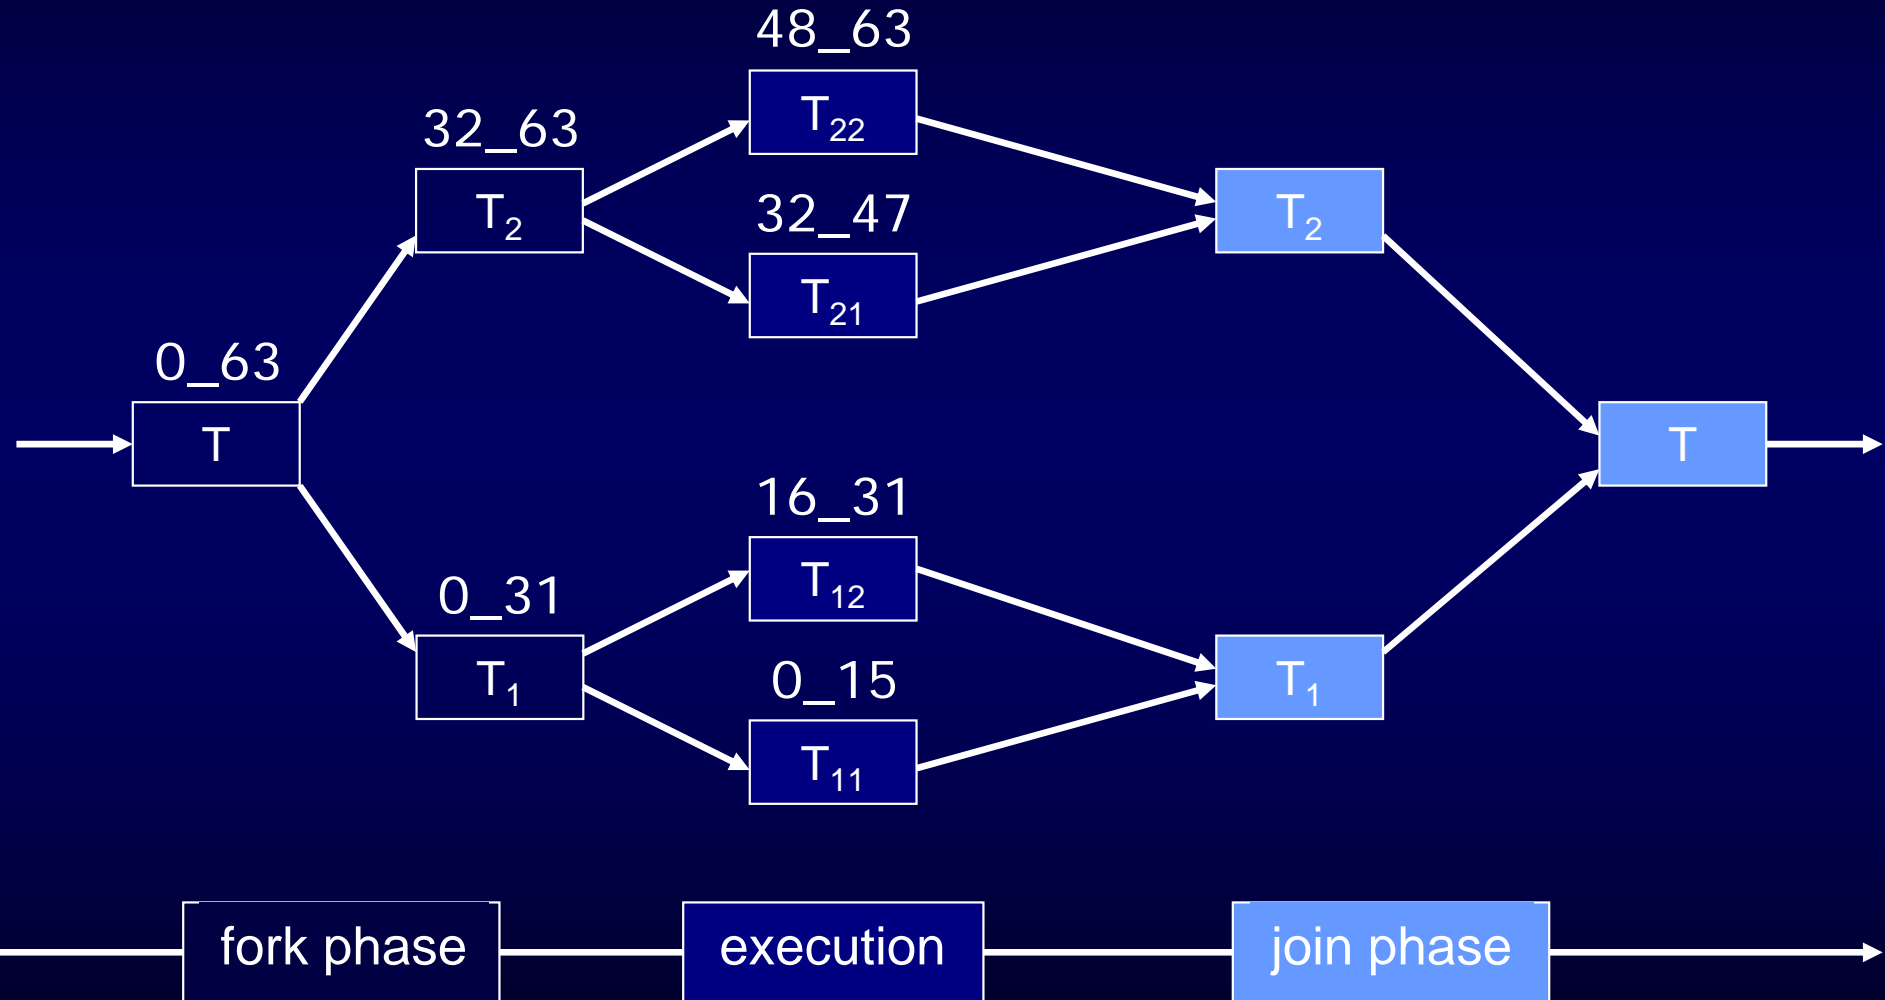 48_63
T22
32_63
T2
32_47
T21
T2
0_63
T
T
16_31
T12
0_31
T1
0_15
T11
T1
fork phase
execution
join phase